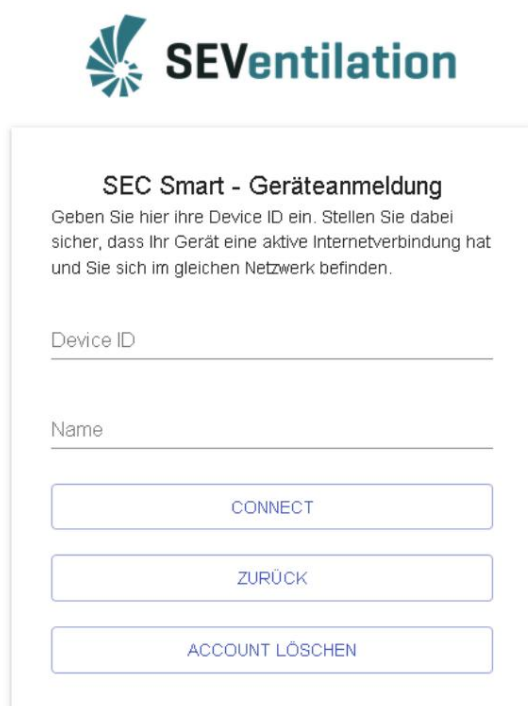 SEVentilation
SEC Smart - Geräteanmeldung
Geben Sie hier ihre Device ID ein. Stellen Sie dabei
sicher, dass Ihr Gerät eine aktive Internetverbindung hat
und Sie sich im gleichen Netzwerk befinden.
Device ID
Name
CONNECT
ZURÜCK
ACCOUNT LÖSCHEN